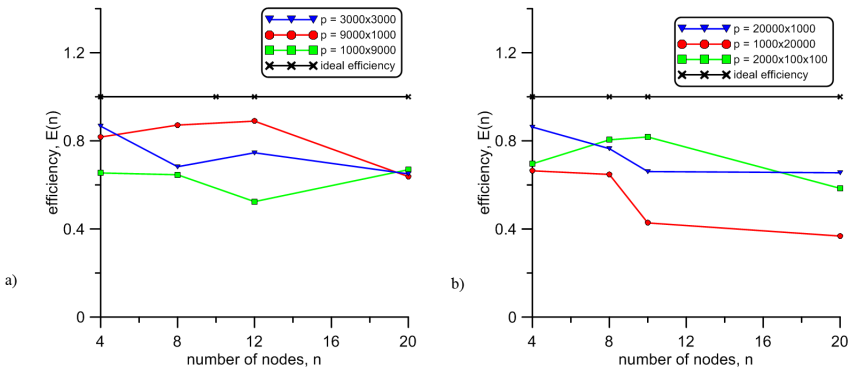 p = 3000x3000
p = 9000x1000
p = 1000x9000
ideal efficiency
1.2
0.8
0.4
0
efficiency, E(n)
4 8 12 16 20
number of nodes, n
a)
p = 20000x1000
p = 1000x20000
p = 2000x100x100
ideal efficiency
1.2
0.8
0.4
0
efficiency, E(n)
4 8 12 16 20
number of nodes, n
b)